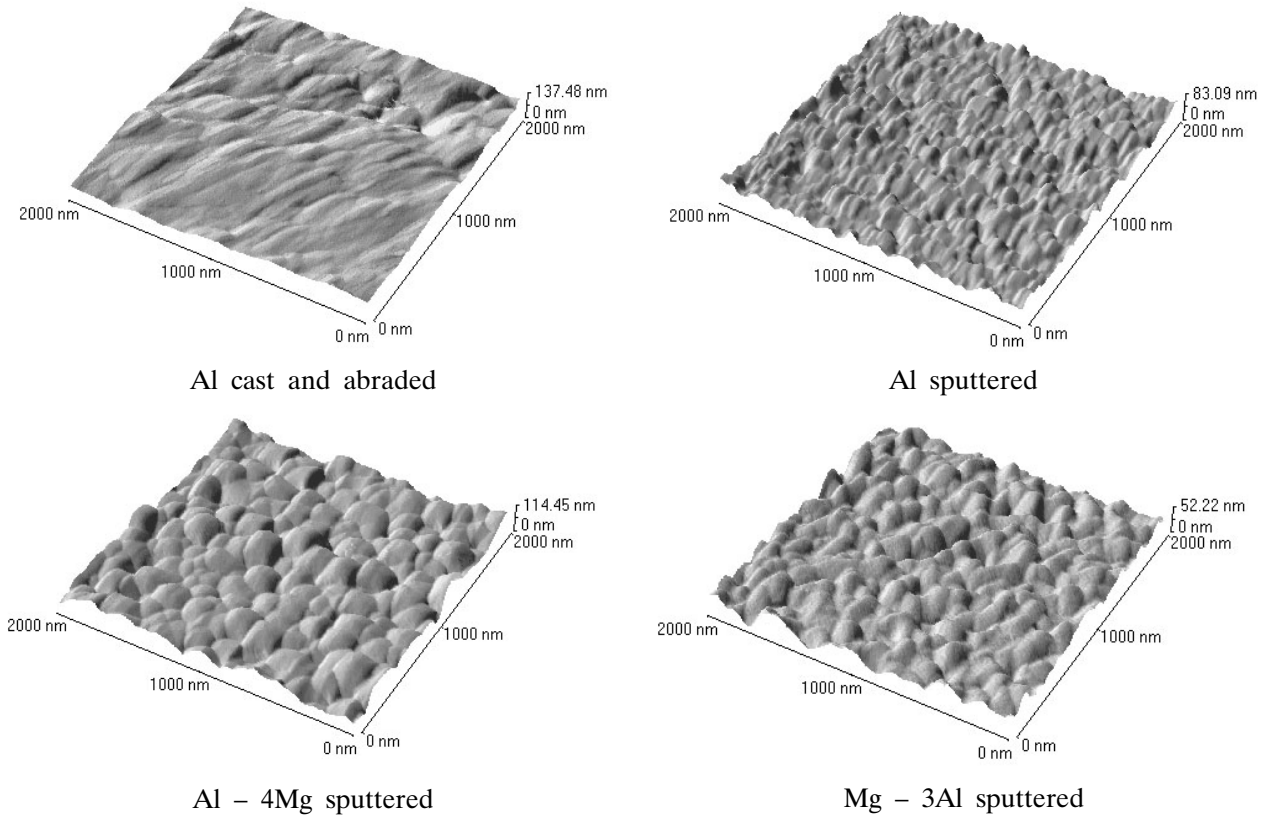 137.48 nm
0 nm
2000 nm
2000 nm
1000 nm
1000 nm
0 nm
0 nm
Al cast and abraded
83.09 nm
0 nm
2000 nm
2000 nm
1000 nm
1000 nm
0 nm
0 nm
Al sputtered
114.45 nm
0 nm
2000 nm
2000 nm
1000 nm
1000 nm
0 nm
0 nm
Al – 4Mg sputtered
52.22 nm
0 nm
2000 nm
2000 nm
1000 nm
1000 nm
0 nm
0 nm
Mg – 3Al sputtered